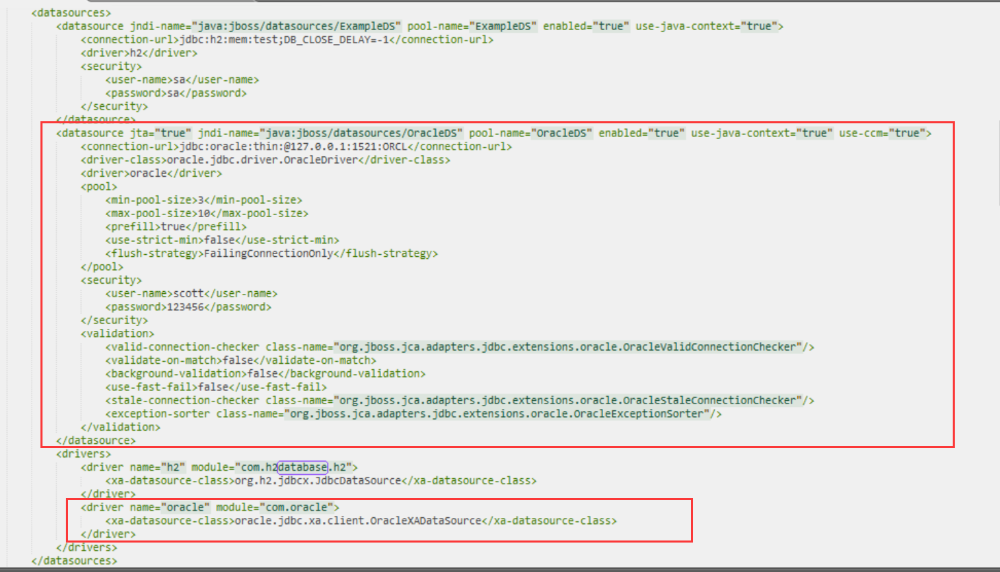 <datasources>
<datasource jndi-name="java:jboss/datasources/ExampleDS" pool-name="ExampleDS" enabled="true" use-java-context="true">
<connection-url>jdbc:h2:mem:test;DB_CLOSE_DELAY=-1</connection-url>
<driver>h2</driver>
<security>
<user-name>sa</user-name>
<password>sa</password>
</security>
</datasource>
<datasource jta="true" jndi-name="java:jboss/datasources/OracleDS" pool-name="OracleDS" enabled="true" use-java-context="true" use-ccm="true">
<connection-url>jdbc:oracle:thin:@127.0.0.1:1521:ORCL</connection-url>
<driver-class>oracle.jdbc.driver.OracleDriver</driver-class>
<driver>oracle</driver>
<pool>
<min-pool-size>3</min-pool-size>
<max-pool-size>10</max-pool-size>
<prefill>true</prefill>
<use-strict-min>false</use-strict-min>
<flush-strategy>FailingConnectionOnly</flush-strategy>
</pool>
<security>
<user-name>scott</user-name>
<password>123456</password>
</security>
<validation>
<valid-connection-checker class-name="org.jboss.jca.adapters.jdbc.extensions.oracle.OracleValidConnectionChecker"/>
<validate-on-match>false</validate-on-match>
<background-validation>false</background-validation>
<use-fast-fail>false</use-fast-fail>
<stale-connection-checker class-name="org.jboss.jca.adapters.jdbc.extensions.oracle.OracleStaleConnectionChecker"/>
<exception-sorter class-name="org.jboss.jca.adapters.jdbc.extensions.oracle.OracleExceptionSorter"/>
</validation>
</datasource>
<drivers>
<driver name="h2" module="com.h2database.h2">
<xa-datasource-class>org.h2.jdbcx.JdbcDataSource</xa-datasource-class>
</driver>
<driver name="oracle" module="com.oracle">
<xa-datasource-class>oracle.jdbc.xa.client.OracleXADataSource</xa-datasource-class>
</driver>
</drivers>
</datasources>